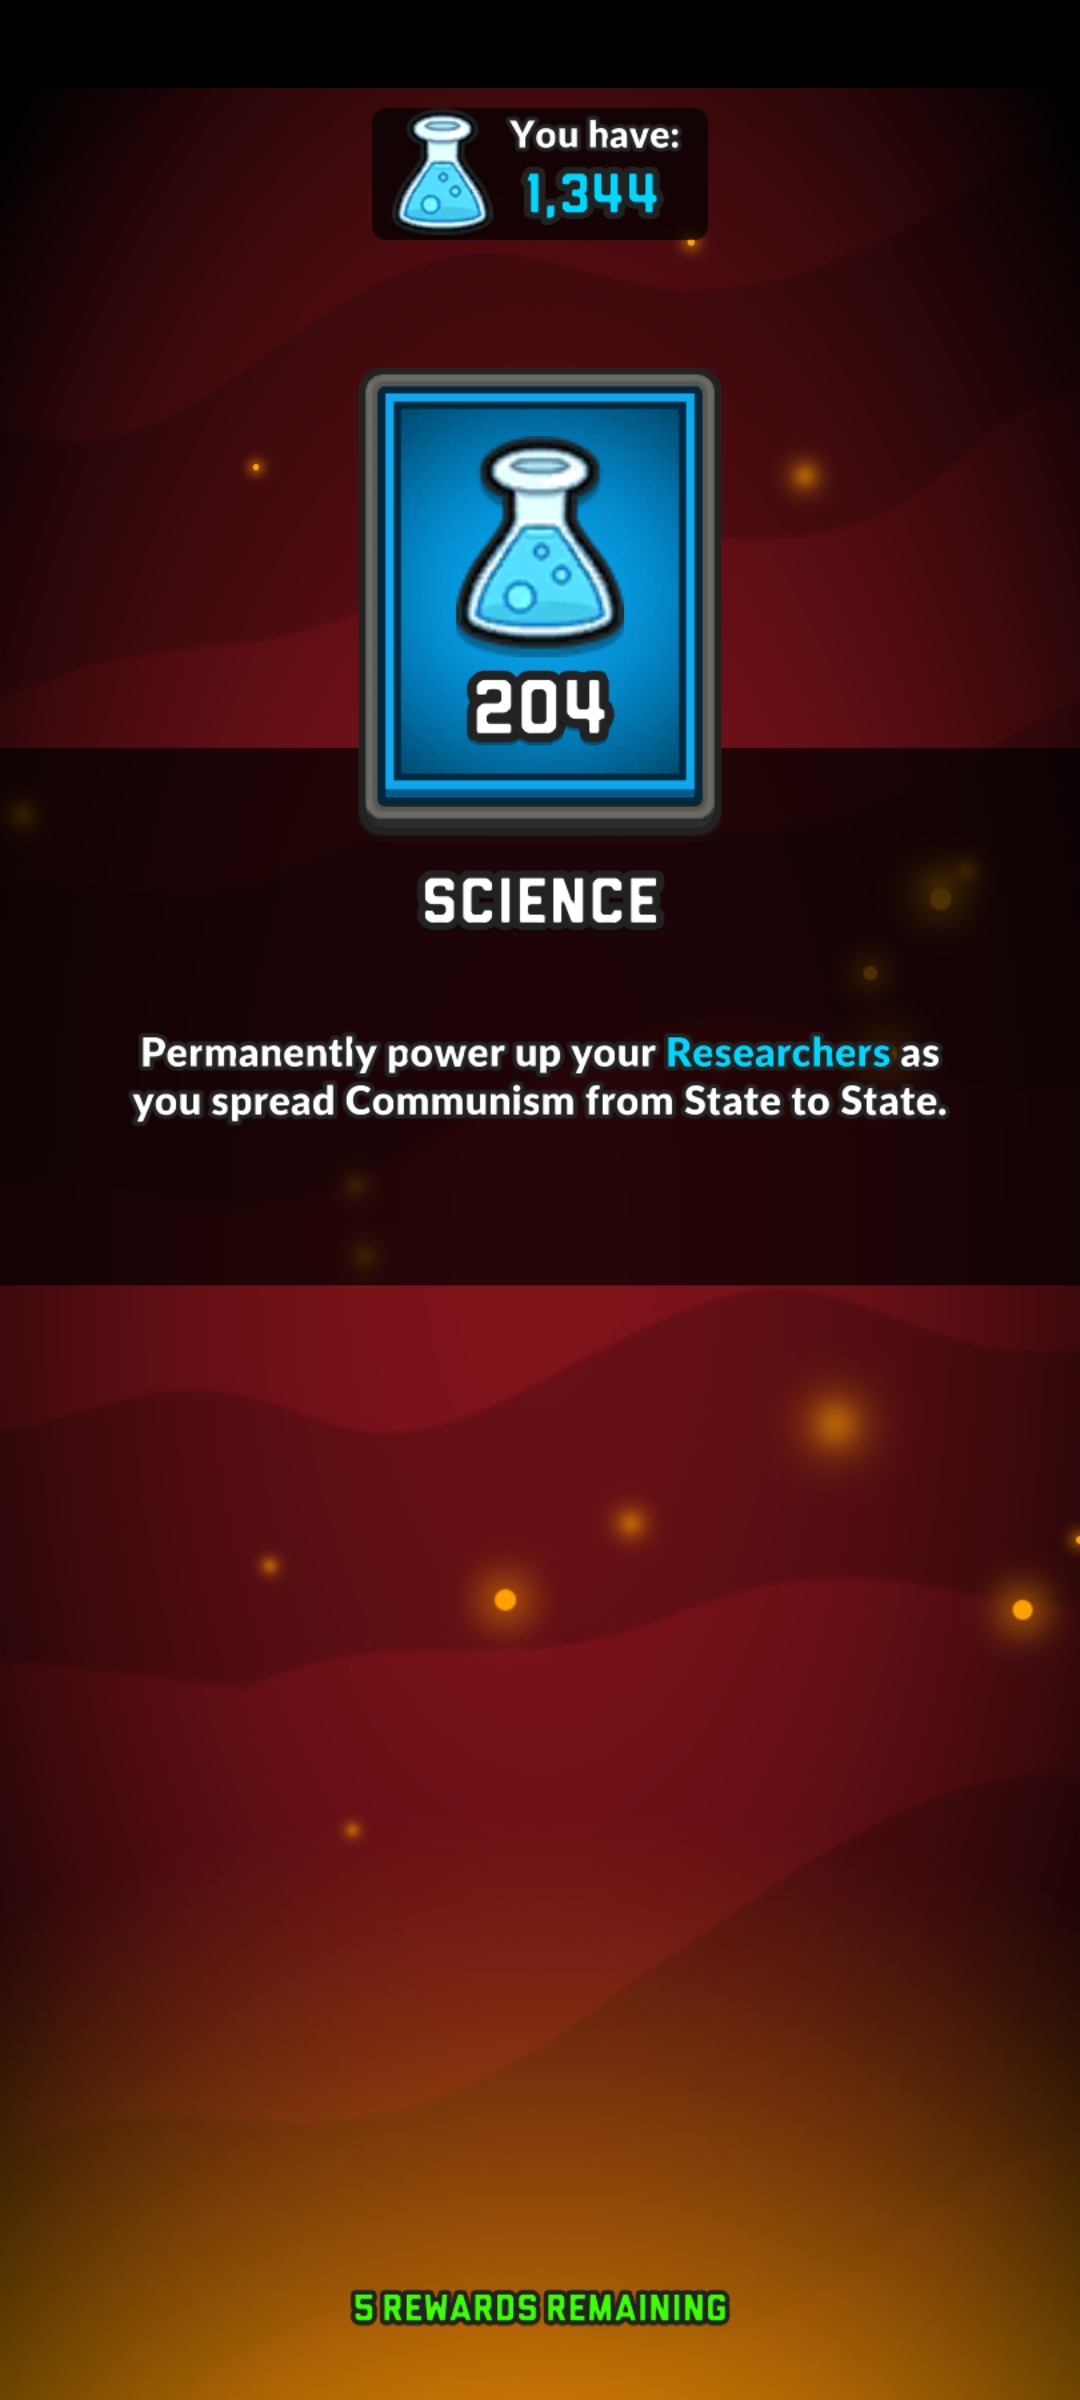 You have:
1,344
204
SCIENCE
Permanently power up your Researchers as
you spread Communism from State to State.
5 REWARDS REMAINING